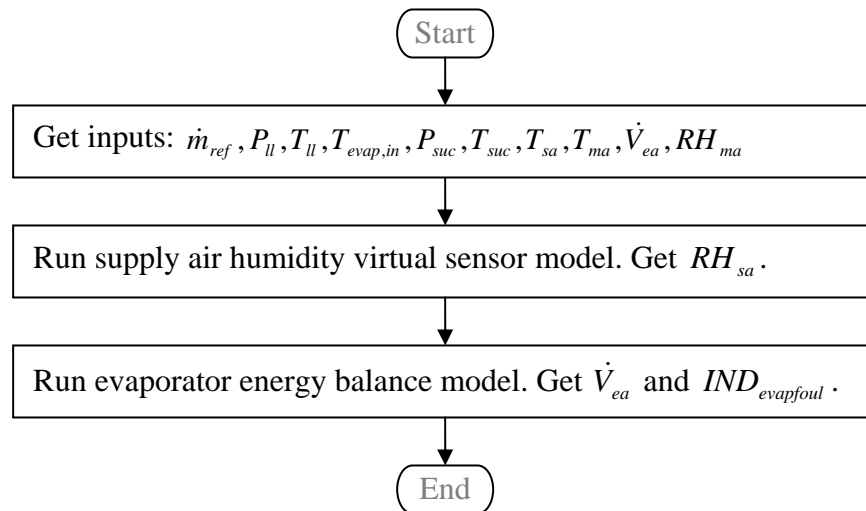 Start
Get inputs: ṁ_ref, P_ll, T_ll, T_evap,in, P_suc, T_suc, T_sa, T_ma, V̇_ea, RH_ma
Run supply air humidity virtual sensor model. Get RH_sa.
Run evaporator energy balance model. Get V̇_ea and IND_evapfoul.
End